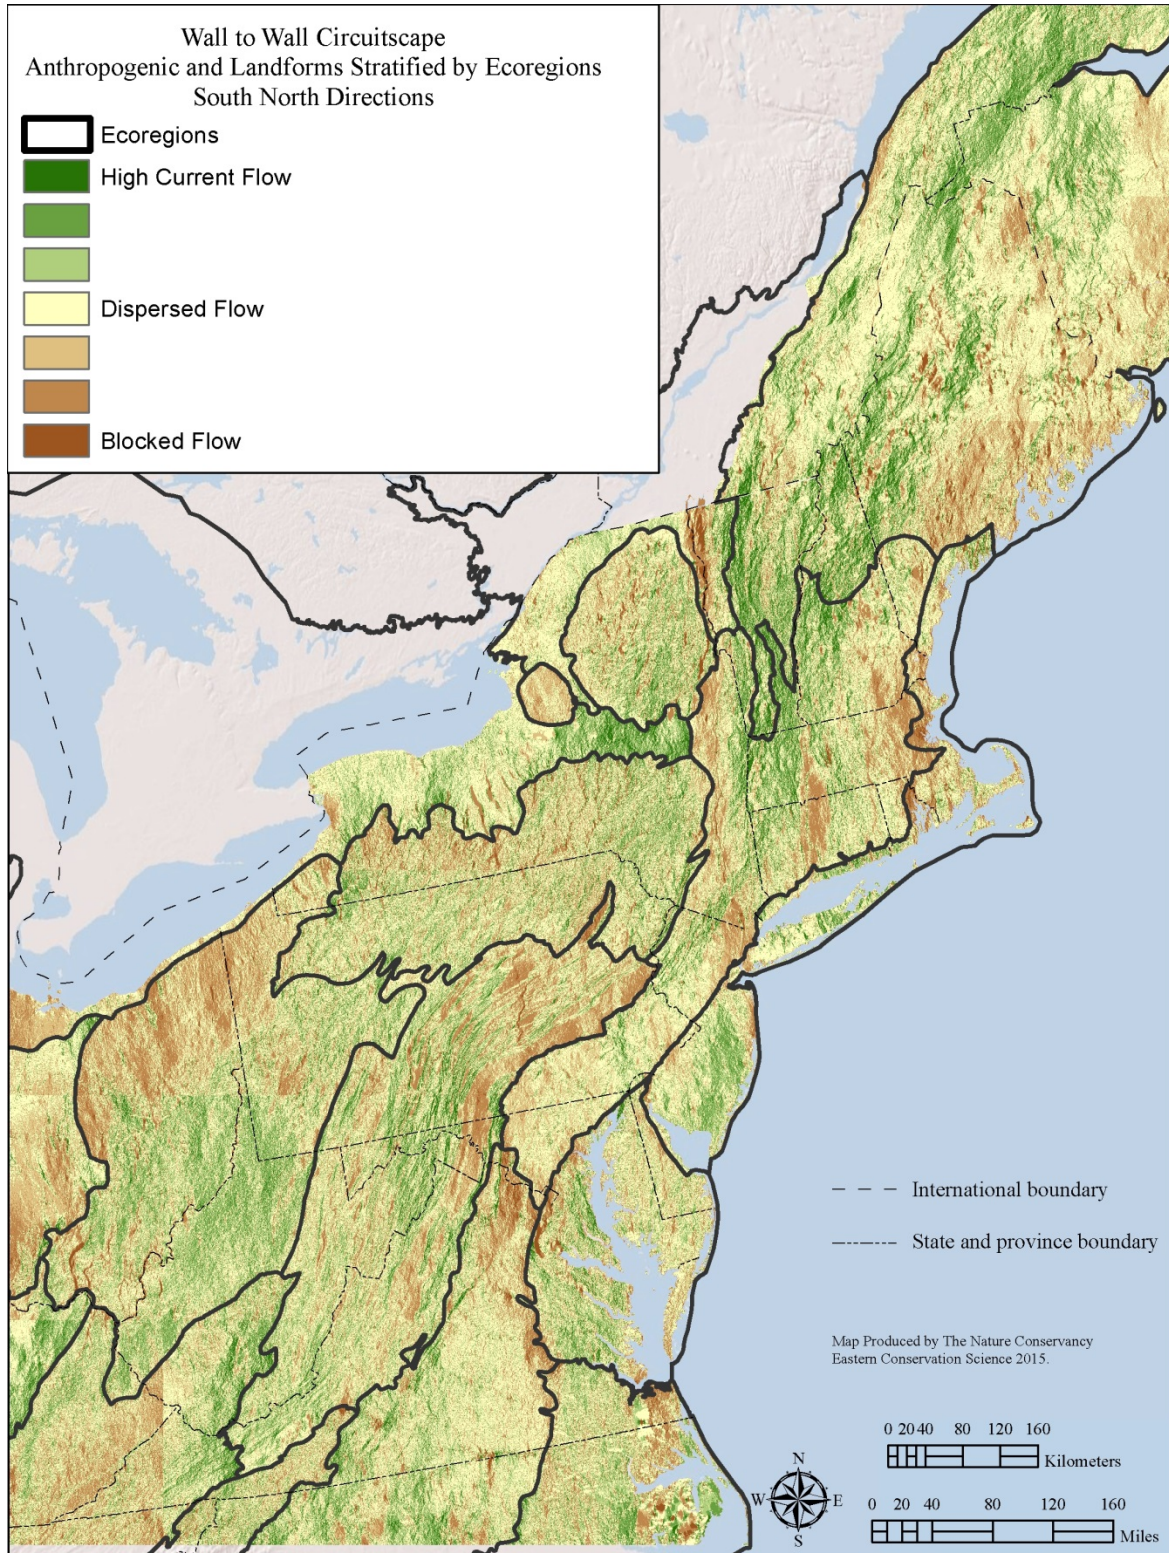 Wall to Wall Circuitscape
Anthropogenic and Landforms Stratified by Ecoregions
South North Directions
Ecoregions
High Current Flow
Dispersed Flow
Blocked Flow
International boundary
State and province boundary
Map Produced by The Nature Conservancy
Eastern Conservation Science 2015.
0 20 40 80 120 160
Kilometers
N
W E
S
0 20 40 80 120 160
Miles